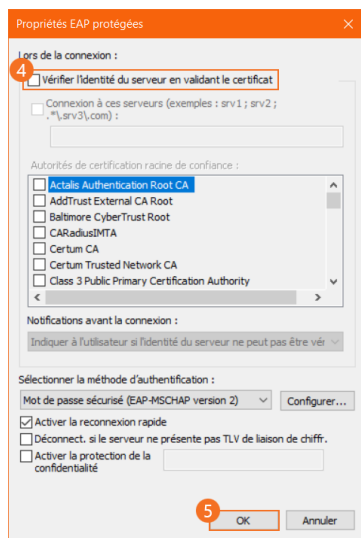 Propriétés EAP protégées
Lors de la connexion :
4
Vérifier l'identité du serveur en validant le certificat
Connexion à ces serveurs (exemples : srv1 ; srv2 ;
.*\.srv3\.com) :
Autorités de certification racine de confiance :
Actalis Authentication Root CA
AddTrust External CA Root
Baltimore CyberTrust Root
CARadiusIMTA
Certum CA
Certum Trusted Network CA
Class 3 Public Primary Certification Authority
Notifications avant la connexion :
Indiquer à l'utilisateur si l'identité du serveur ne peut pas être vér
Sélectionner la méthode d'authentification :
Mot de passe sécurisé (EAP-MSCHAP version 2)
Configurer...
Activer la reconnexion rapide
Déconnect. si le serveur ne présente pas TLV de liaison de chiffr.
Activer la protection de la
confidentialité
5
OK
Annuler